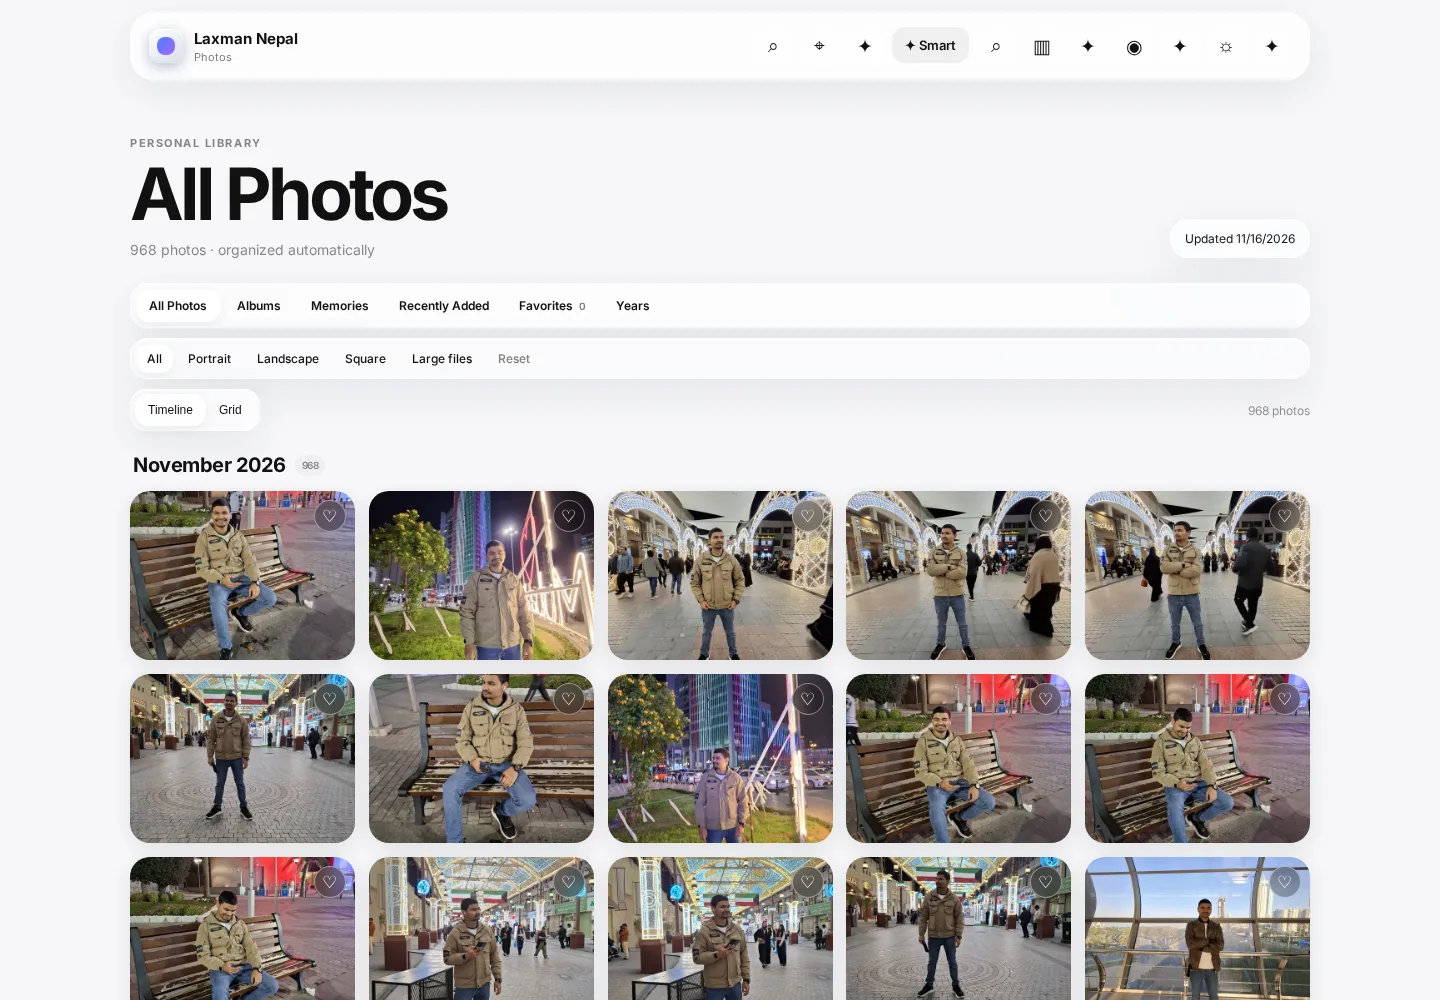 Laxman Nepal
Photos
✦ Smart
PERSONAL LIBRARY
All Photos
968 photos · organized automatically
Updated 11/16/2026
All Photos Albums Memories Recently Added Favorites 0 Years
All Portrait Landscape Square Large files Reset
Timeline Grid
968 photos
November 2026 968